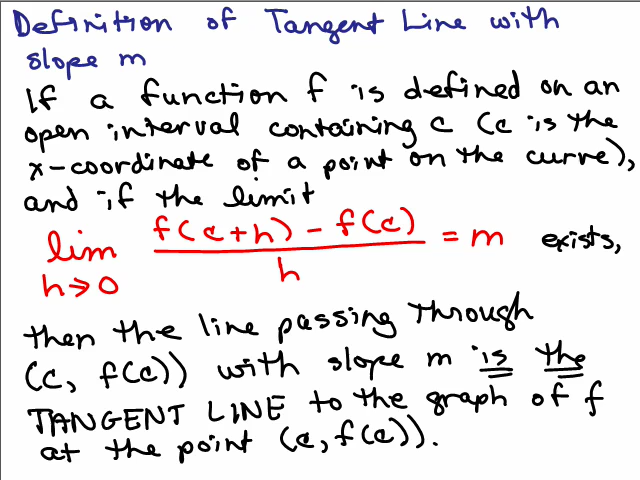 Definition of Tangent Line with
slope m
If a function f is defined on an
open interval containing c (c is the
x-coordinate of a point on the curve),
and if the limit
lim h→0 f(c+h) - f(c) / h = m exists,
then the line passing through
(c, f(c)) with slope m is the
TANGENT LINE to the graph of f
at the point (c, f(c)).